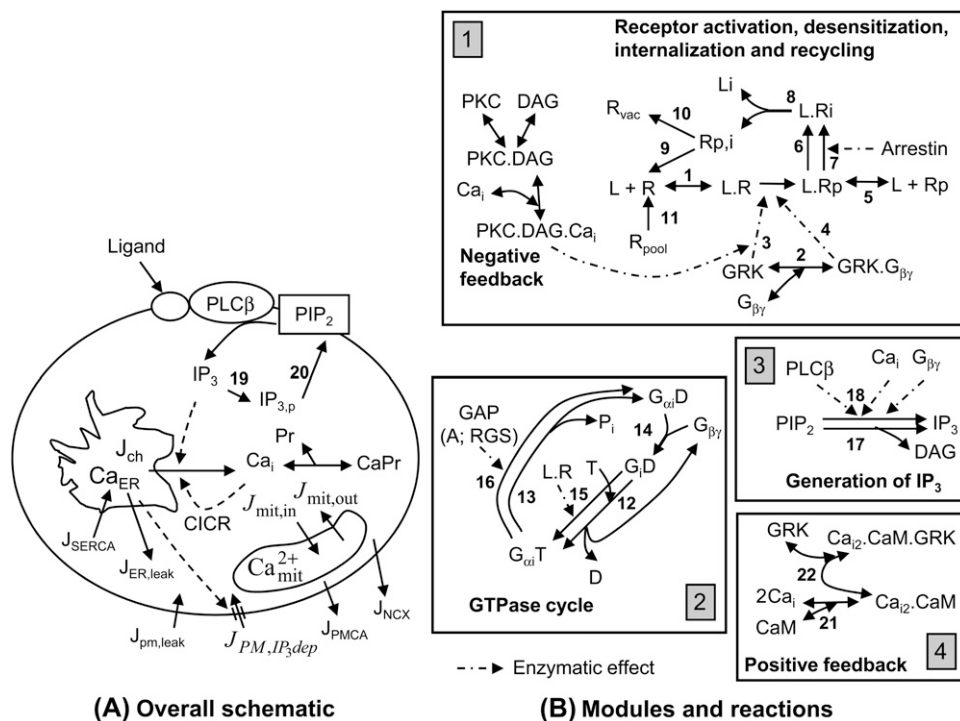 Ligand
PLCβ
PIP2
IP3
19
20
IP3,p
Jch
CaER
Pr
Cai
CaPr
CICR
Jmit,in
Jmit,out
JSERCA
JER,leak
Ca2+mit
Jpm,leak
JPM,IP3dep
JPMCA
JNCX
(A) Overall schematic
1
Receptor activation, desensitization,
internalization and recycling
PKC DAG
PKC.DAG
Cai
PKC.DAG.Cai
Negative
feedback
Li
8
L.Ri
Rvac
10
Rp,i
9
6
7
Arrestin
L + R
1
L.R
L.Rp
5
L + Rp
11
Rpool
3
4
GRK
2
GRK.Gβγ
Gβγ
GAP
(A; RGS)
GαiD
Pi
14
Gβγ
16
13
L.R
T
GiD
15
12
GαiT
D
GTPase cycle
2
3
PLCβ
Cai
Gβγ
18
PIP2
IP3
17
DAG
Generation of IP3
GRK
Cai2.CaM.GRK
22
2Cai
Cai2.CaM
CaM
21
Positive feedback
4
Enzymatic effect
(B) Modules and reactions